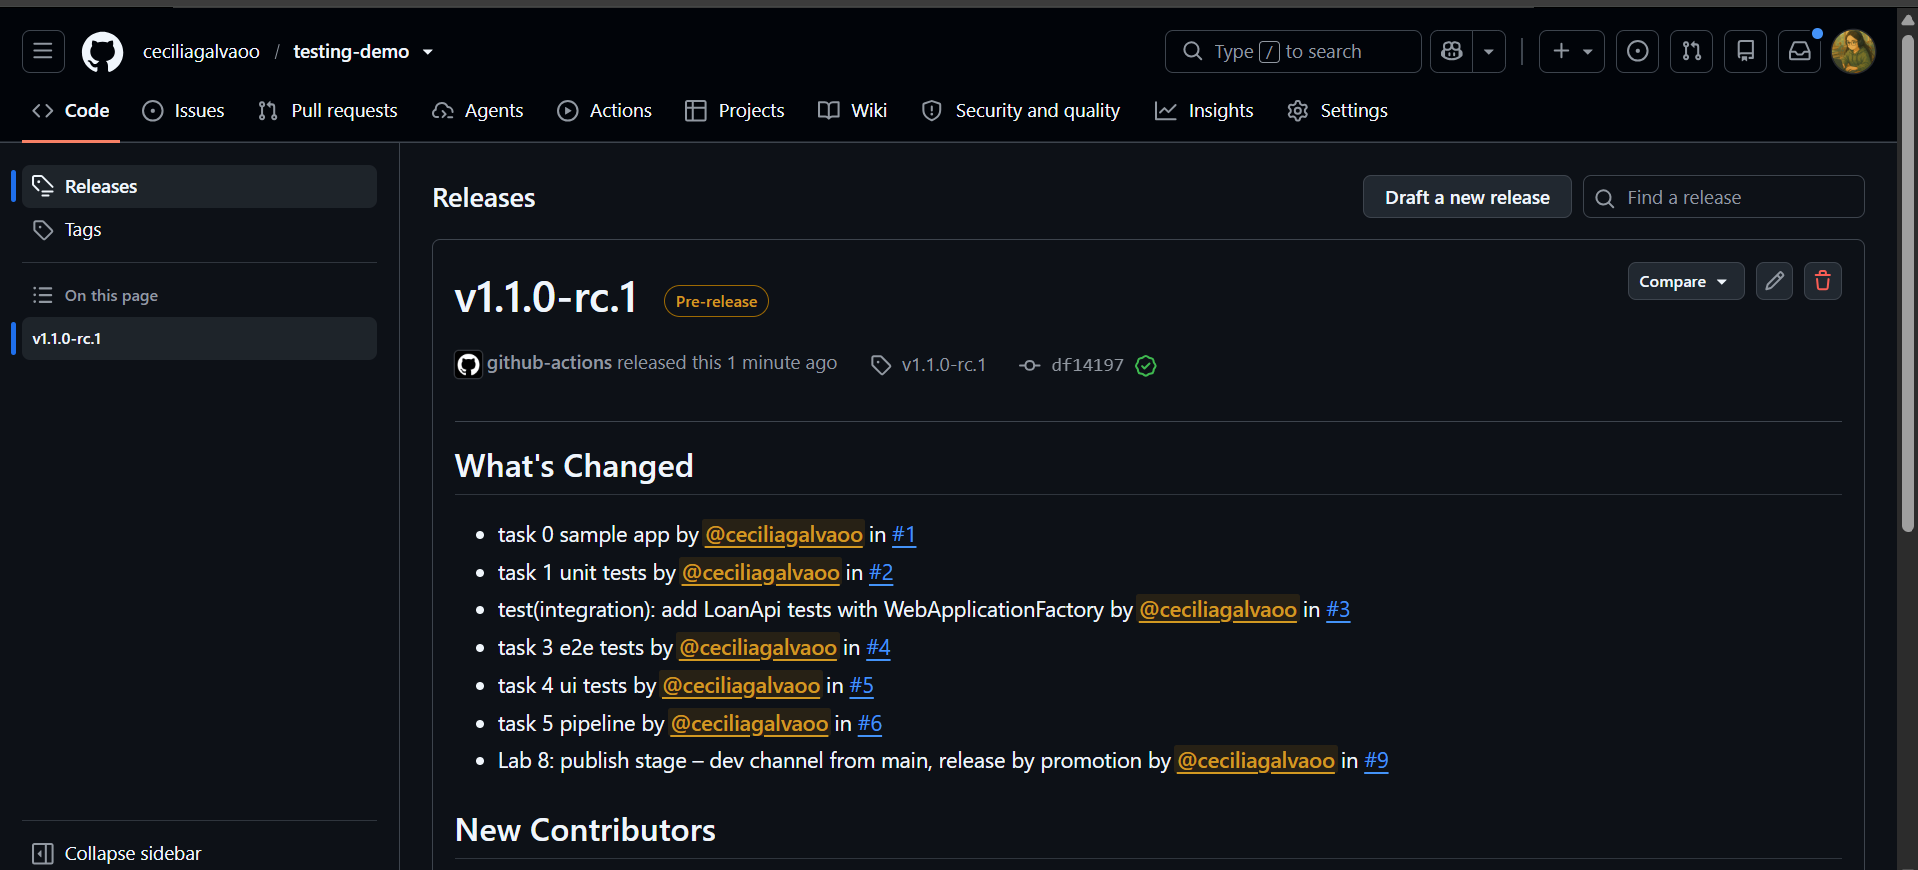 ceciliagalvaoo / testing-demo
Type / to search
Code
Issues
Pull requests
Agents
Actions
Projects
Wiki
Security and quality
Insights
Settings
Releases
Tags
On this page
v1.1.0-rc.1
Collapse sidebar
Releases
Draft a new release
Find a release
v1.1.0-rc.1 Pre-release
Compare
github-actions released this 1 minute ago v1.1.0-rc.1 df14197
What's Changed
task 0 sample app by @ceciliagalvaoo in #1
task 1 unit tests by @ceciliagalvaoo in #2
test(integration): add LoanApi tests with WebApplicationFactory by @ceciliagalvaoo in #3
task 3 e2e tests by @ceciliagalvaoo in #4
task 4 ui tests by @ceciliagalvaoo in #5
task 5 pipeline by @ceciliagalvaoo in #6
Lab 8: publish stage – dev channel from main, release by promotion by @ceciliagalvaoo in #9
New Contributors